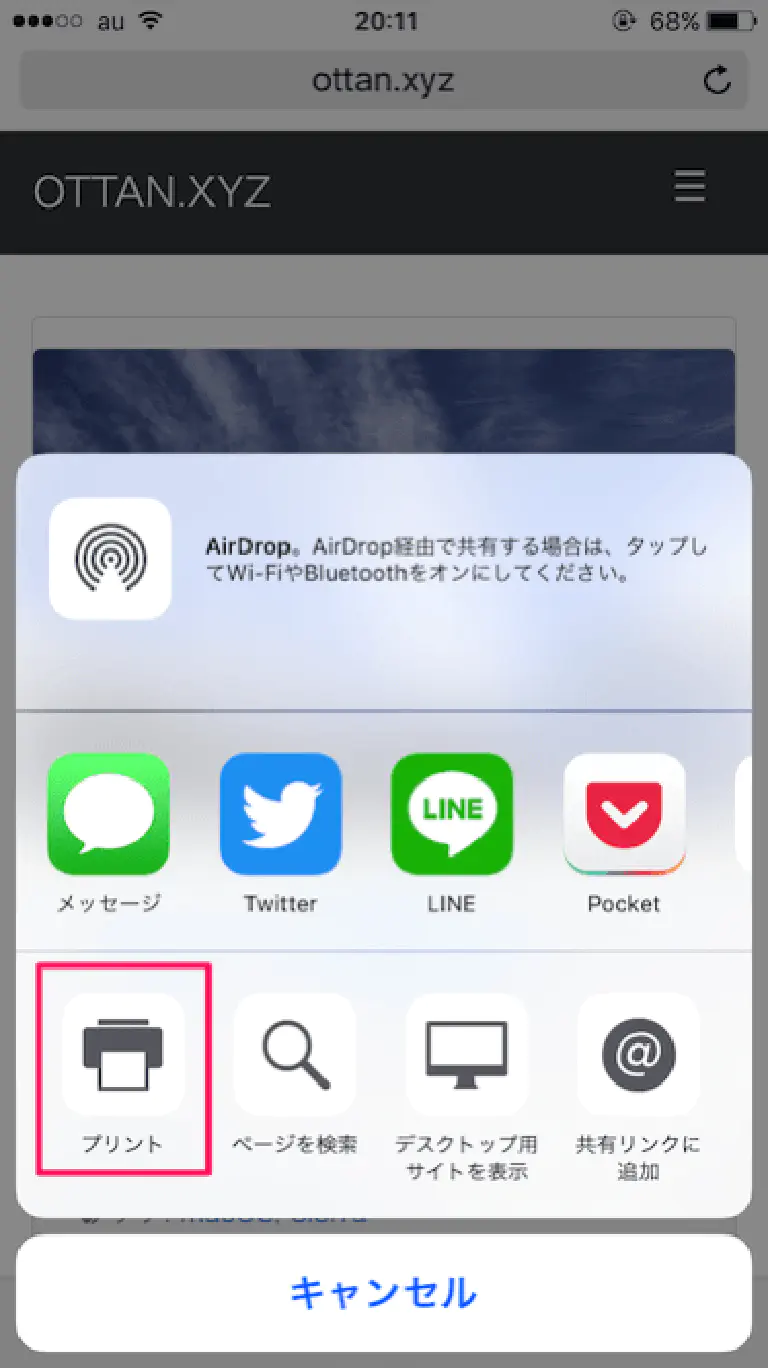 au 20:11 68%
ottan.xyz
OTTAN.XYZ
AirDrop。AirDrop経由で共有する場合は、タップし
てWi-FiやBluetoothをオンにしてください。
LINE
メッセージ Twitter LINE Pocket
@
プリント ページを検索 デスクトップ用 共有リンクに
サイトを表示 追加
キャンセル